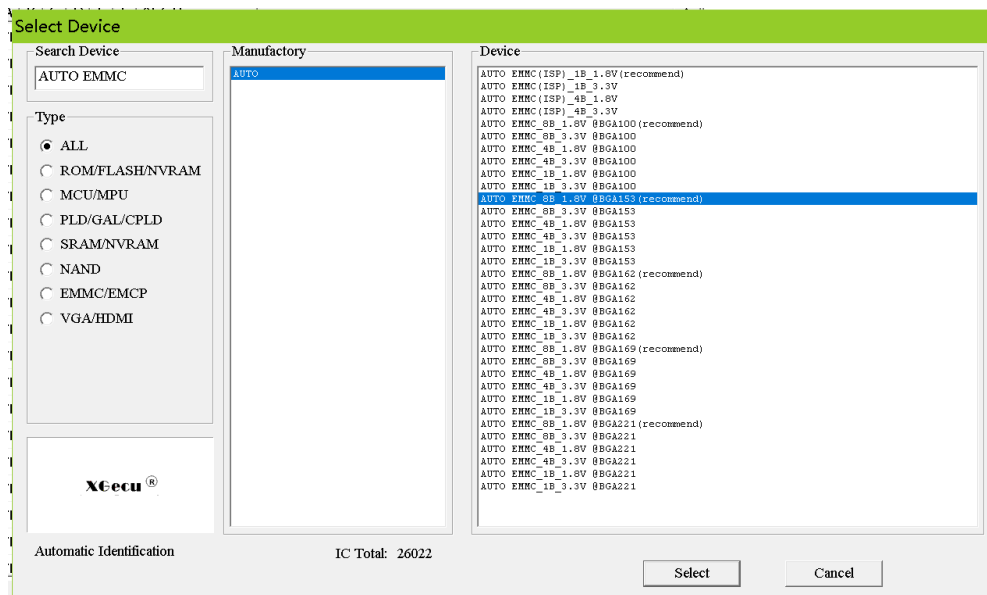 Select Device
Search Device
AUTO EMMC
Type
ALL
ROM/FLASH/NVRAM
MCU/MPU
PLD/GAL/CPLD
SRAM/NVRAM
NAND
EMMC/EMCP
VGA/HDMI
XGecu ®
Automatic Identification
Manufactory
AUTO
IC Total: 26022
Device
AUTO EMMC(ISP)_1B_1.8V(recommend)
AUTO EMMC(ISP)_1B_3.3V
AUTO EMMC(ISP)_4B_1.8V
AUTO EMMC(ISP)_4B_3.3V
AUTO EMMC_8B_1.8V @BGA100(recommend)
AUTO EMMC_8B_3.3V @BGA100
AUTO EMMC_4B_1.8V @BGA100
AUTO EMMC_4B_3.3V @BGA100
AUTO EMMC_1B_1.8V @BGA100
AUTO EMMC_1B_3.3V @BGA100
AUTO EMMC_8B_1.8V @BGA153(recommend)
AUTO EMMC_8B_3.3V @BGA153
AUTO EMMC_4B_1.8V @BGA153
AUTO EMMC_4B_3.3V @BGA153
AUTO EMMC_1B_1.8V @BGA153
AUTO EMMC_1B_3.3V @BGA153
AUTO EMMC_8B_1.8V @BGA162(recommend)
AUTO EMMC_8B_3.3V @BGA162
AUTO EMMC_4B_1.8V @BGA162
AUTO EMMC_4B_3.3V @BGA162
AUTO EMMC_1B_1.8V @BGA162
AUTO EMMC_1B_3.3V @BGA162
AUTO EMMC_8B_1.8V @BGA169(recommend)
AUTO EMMC_8B_3.3V @BGA169
AUTO EMMC_4B_1.8V @BGA169
AUTO EMMC_4B_3.3V @BGA169
AUTO EMMC_1B_1.8V @BGA169
AUTO EMMC_1B_3.3V @BGA169
AUTO EMMC_8B_1.8V @BGA221(recommend)
AUTO EMMC_8B_3.3V @BGA221
AUTO EMMC_4B_1.8V @BGA221
AUTO EMMC_4B_3.3V @BGA221
AUTO EMMC_1B_1.8V @BGA221
AUTO EMMC_1B_3.3V @BGA221
Select
Cancel